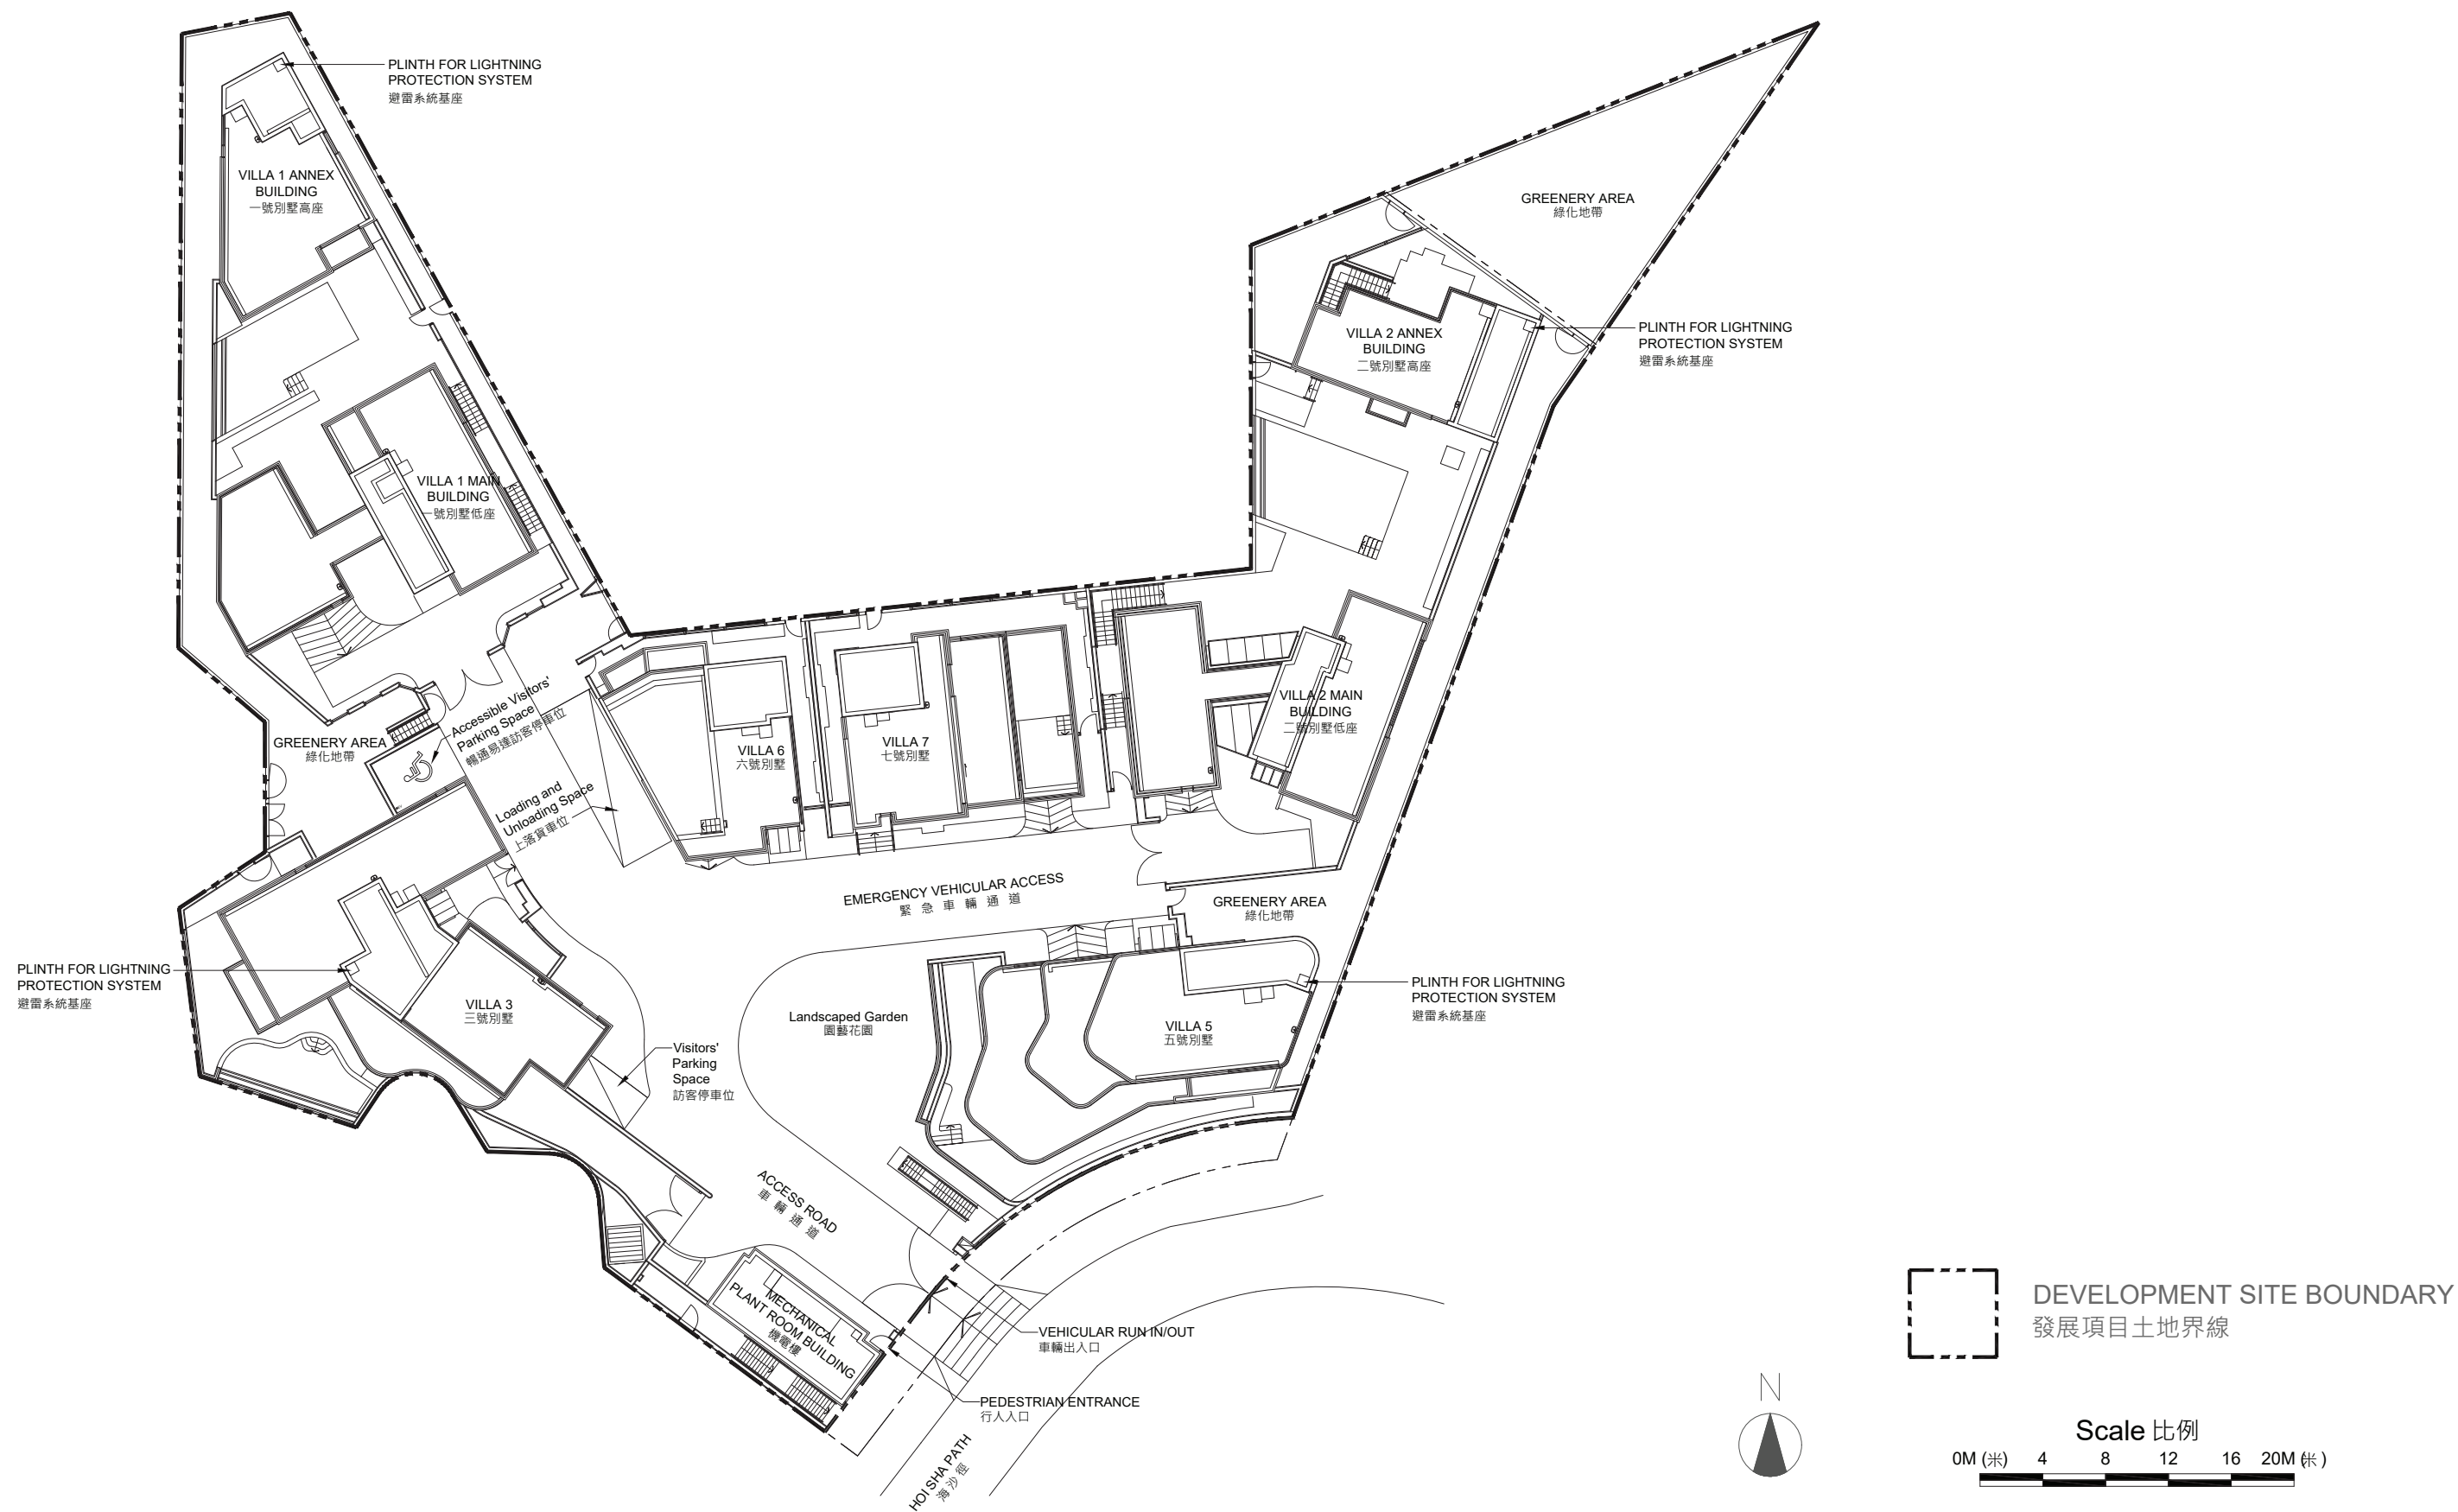 PLINTH FOR LIGHTNING
PROTECTION SYSTEM
避雷系統基座
VILLA 1 ANNEX
BUILDING
一號別墅高座
GREENERY AREA
綠化地帶
VILLA 2 ANNEX
BUILDING
二號別墅高座
PLINTH FOR LIGHTNING
PROTECTION SYSTEM
避雷系統基座
VILLA 1 MAIN
BUILDING
一號別墅低座
Accessible Visitors'
Parking Space
暢通易達訪客停車位
GREENERY AREA
綠化地帶
VILLA 6
六號別墅
VILLA 7
七號別墅
VILLA 2 MAIN
BUILDING
二號別墅低座
Loading and
Unloading Space
上落貨車位
EMERGENCY VEHICULAR ACCESS
緊急車輛通道
GREENERY AREA
綠化地帶
PLINTH FOR LIGHTNING
PROTECTION SYSTEM
避雷系統基座
VILLA 3
三號別墅
Landscaped Garden
園藝花園
VILLA 5
五號別墅
PLINTH FOR LIGHTNING
PROTECTION SYSTEM
避雷系統基座
Visitors'
Parking
Space
訪客停車位
ACCESS ROAD
車輛通道
MECHANICAL
PLANT ROOM BUILDING
機電樓
VEHICULAR RUN IN/OUT
車輛出入口
PEDESTRIAN ENTRANCE
行人入口
HOI SHA PATH
海沙徑
DEVELOPMENT SITE BOUNDARY
發展項目土地界線
N
Scale 比例
0M (米) 4 8 12 16 20M (米)